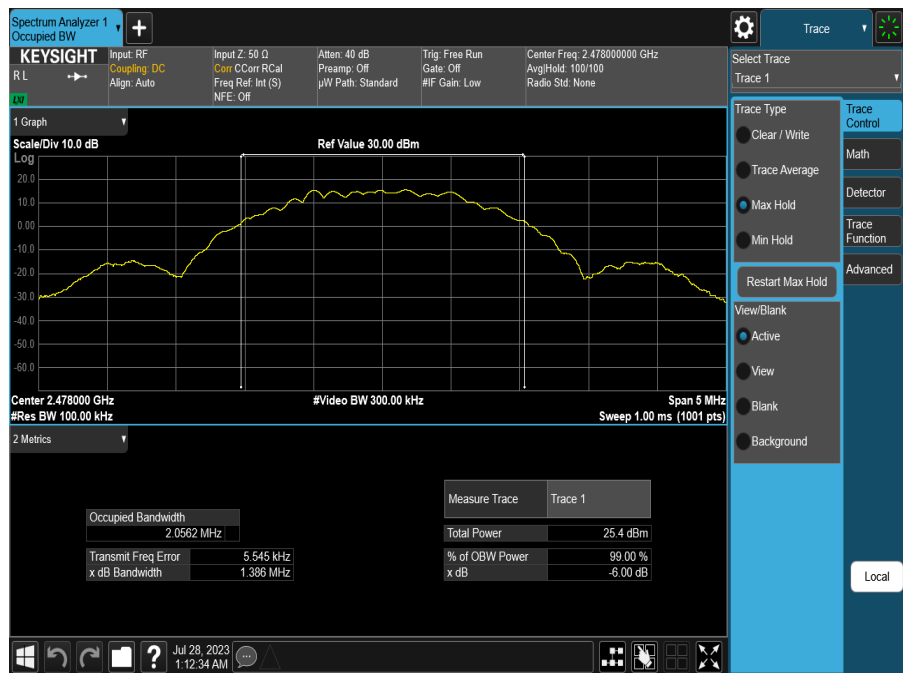 Spectrum Analyzer 1
Occupied BW
+
Trace
KEYSIGHT
R L
LXI
Input: RF
Coupling: DC
Align: Auto
Input Z: 50 Ω
Corr CCorr RCal
Freq Ref: Int (S)
NFE: Off
Atten: 40 dB
Preamp: Off
µW Path: Standard
Trig: Free Run
Gate: Off
#IF Gain: Low
Center Freq: 2.478000000 GHz
Avg|Hold: 100/100
Radio Std: None
Select Trace
Trace 1
1 Graph
Scale/Div 10.0 dB
Ref Value 30.00 dBm
Log
20.0
10.0
0.00
-10.0
-20.0
-30.0
-40.0
-50.0
-60.0
Center 2.478000 GHz
#Video BW 300.00 kHz
Span 5 MHz
#Res BW 100.00 kHz
Sweep 1.00 ms (1001 pts)
Trace Type
Clear / Write
Trace Average
Max Hold
Min Hold
Restart Max Hold
View/Blank
Active
View
Blank
Background
Trace
Control
Math
Detector
Trace
Function
Advanced
Local
2 Metrics
Occupied Bandwidth
2.0562 MHz
Transmit Freq Error 5.545 kHz
x dB Bandwidth 1.386 MHz
Measure Trace Trace 1
Total Power 25.4 dBm
% of OBW Power 99.00 %
x dB -6.00 dB
?
Jul 28, 2023
1:12:34 AM